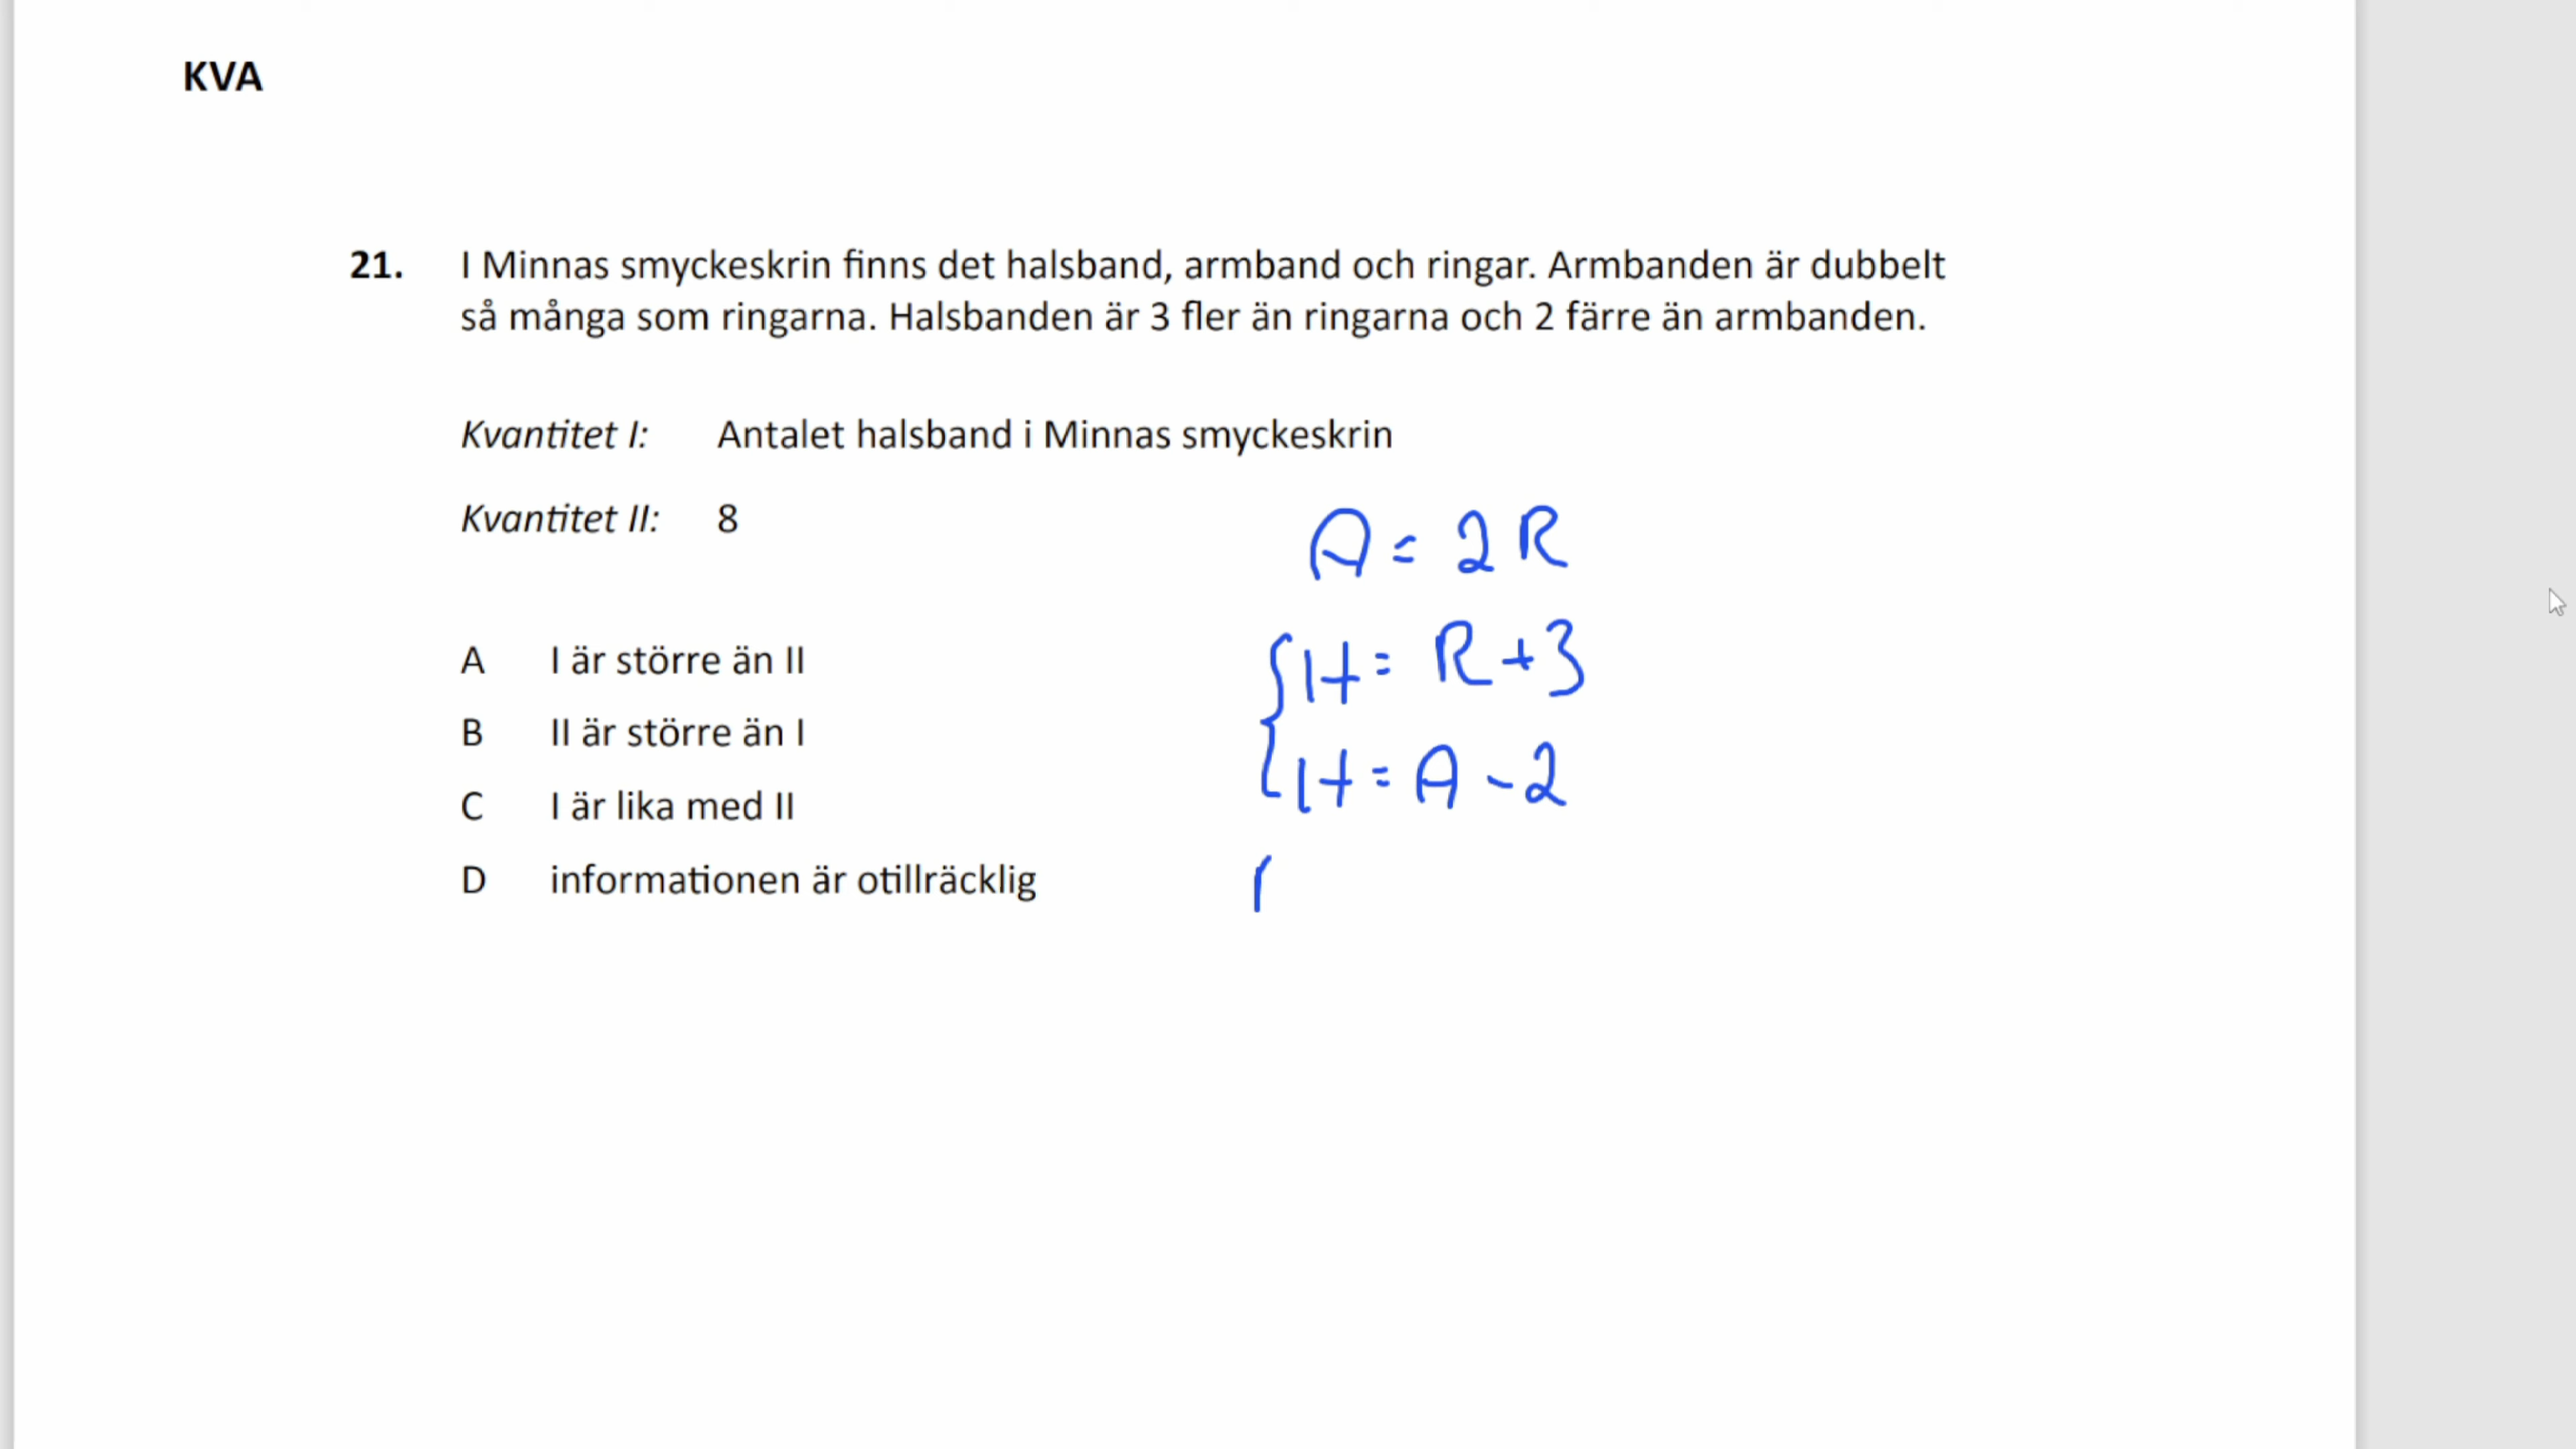 KVA
21. I Minnas smyckeskrin finns det halsband, armband och ringar. Armbanden är dubbelt
så många som ringarna. Halsbanden är 3 fler än ringarna och 2 färre än armbanden.
Kvantitet I: Antalet halsband i Minnas smyckeskrin
Kvantitet II: 8
A I är större än II
B II är större än I
C I är lika med II
D informationen är otillräcklig
A = 2R
H = R + 3
H = A - 2